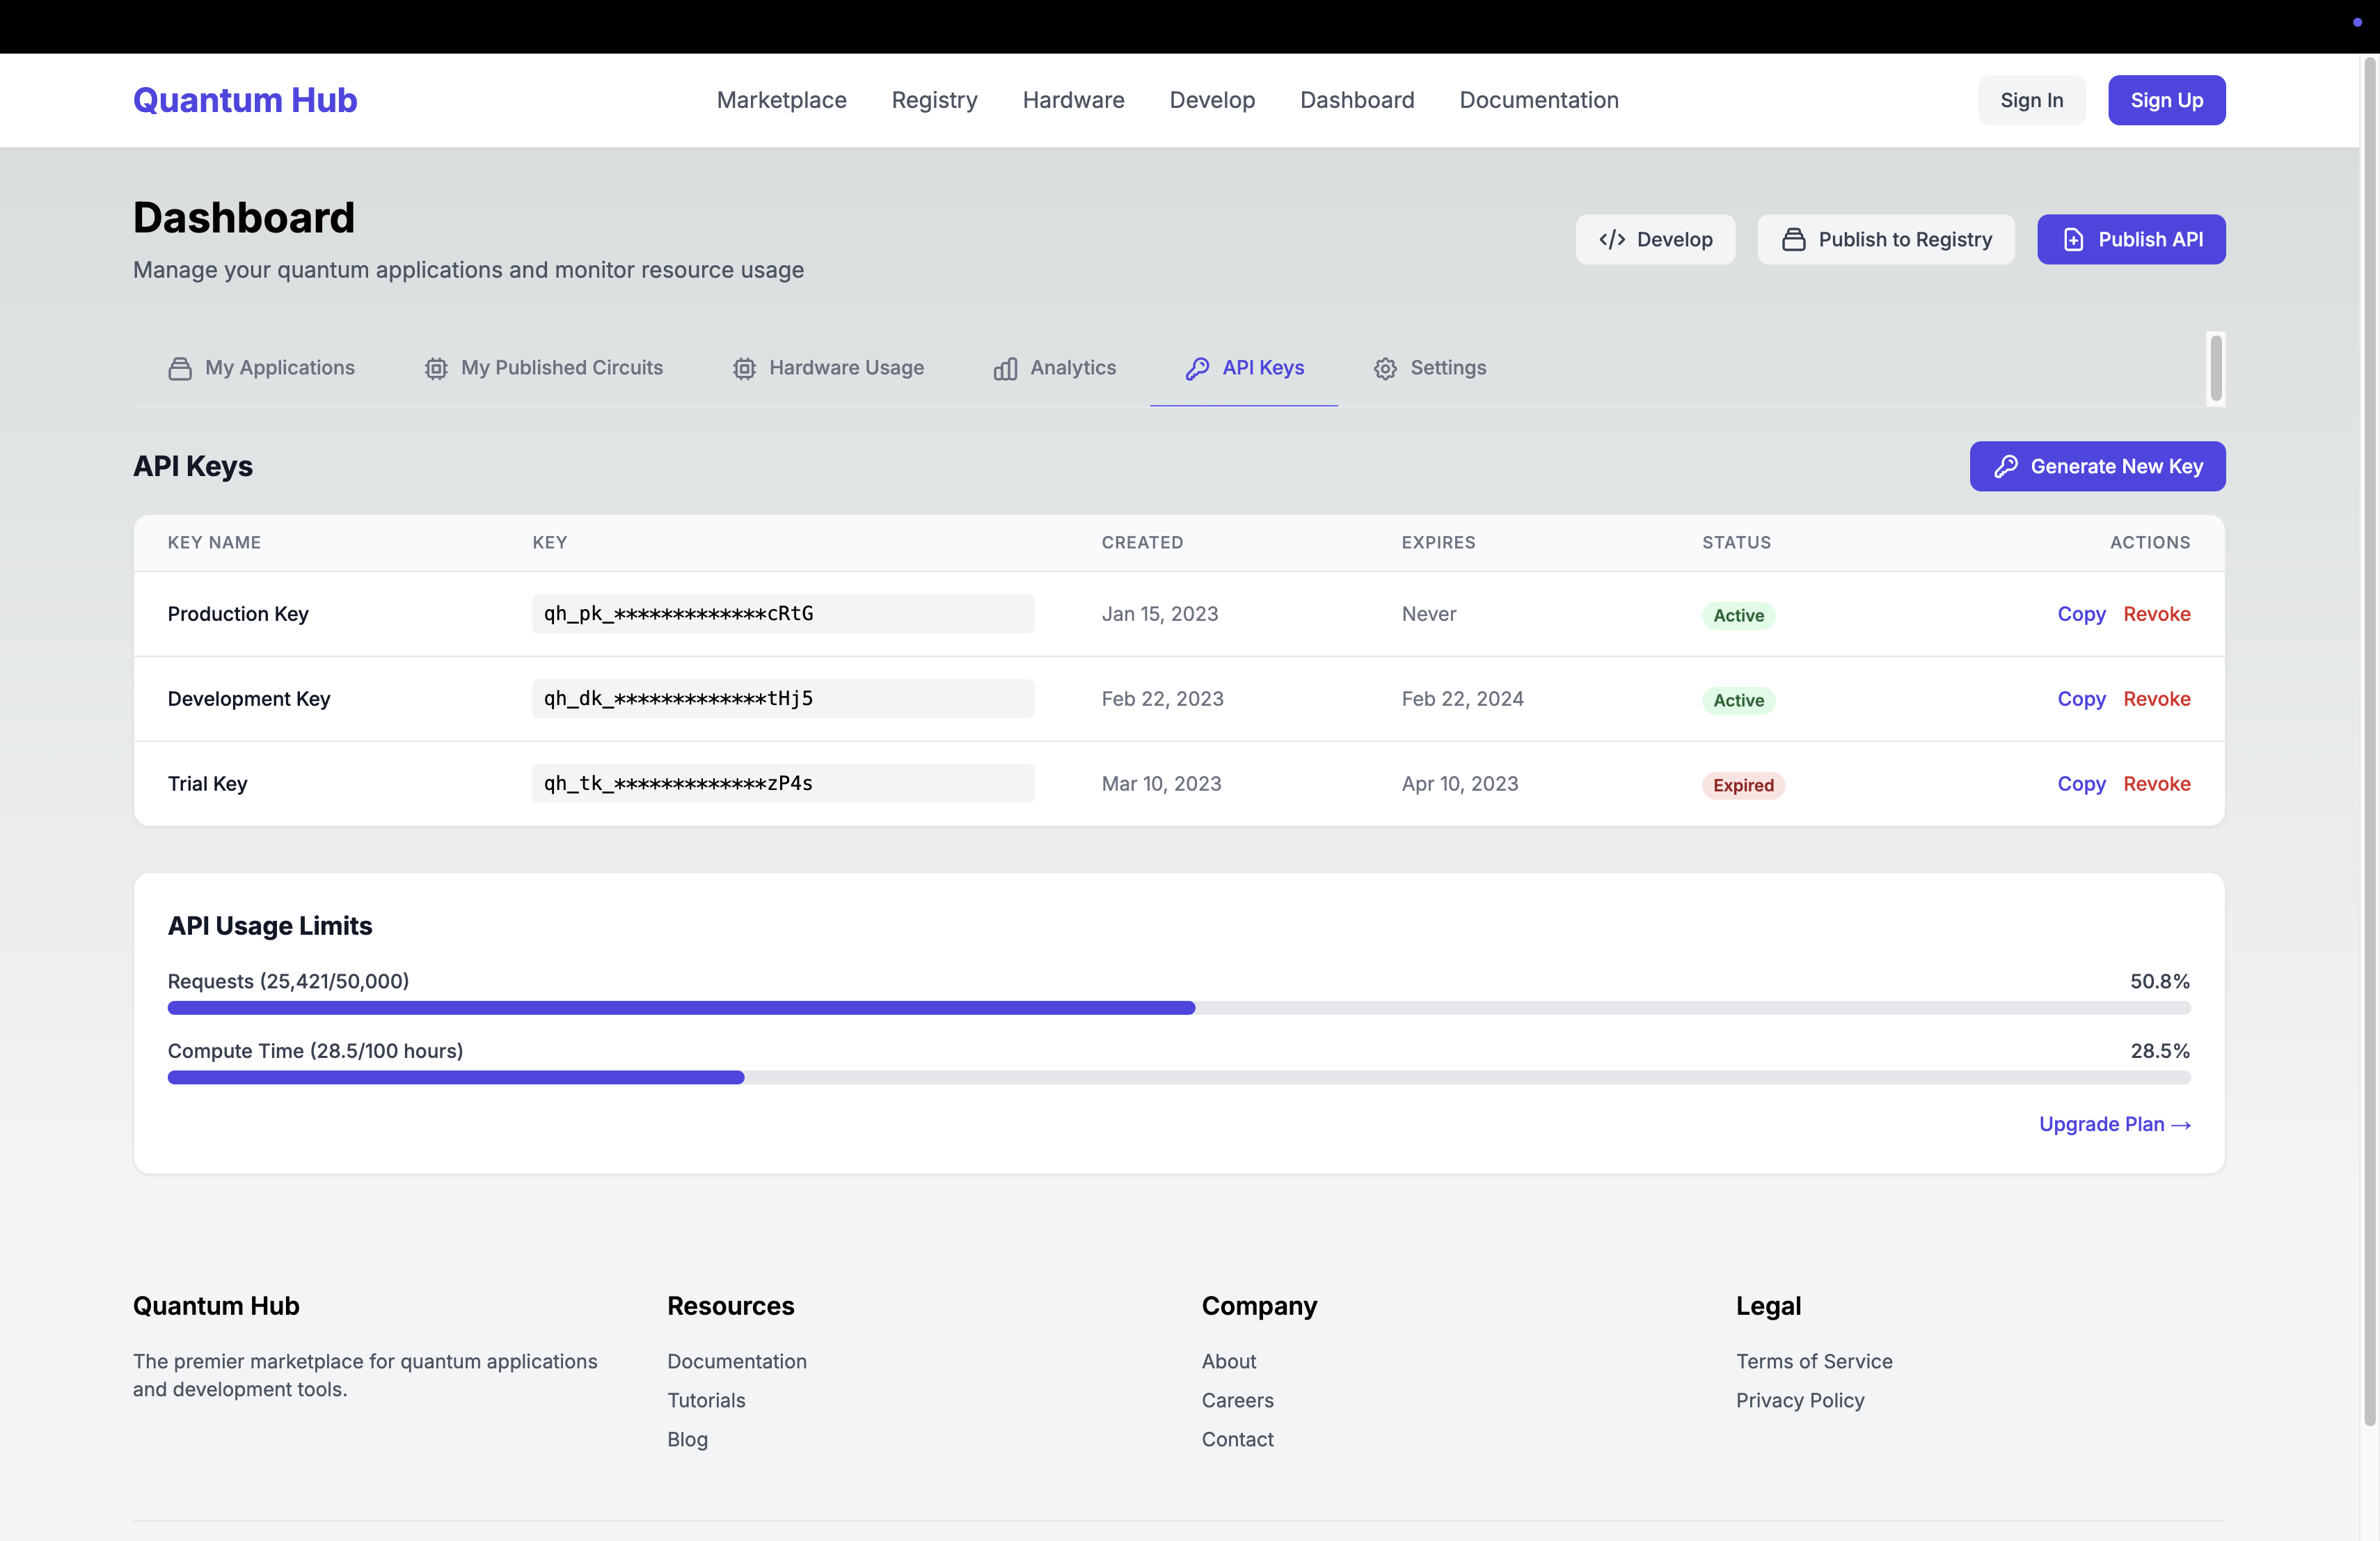 Quantum Hub
Marketplace Registry Hardware Develop Dashboard Documentation
Sign In Sign Up
Dashboard
Manage your quantum applications and monitor resource usage
</> Develop Publish to Registry Publish API
My Applications My Published Circuits Hardware Usage Analytics API Keys Settings
API Keys
Generate New Key
KEY NAME KEY CREATED EXPIRES STATUS ACTIONS
Production Key qh_pk_*************cRtG Jan 15, 2023 Never Active Copy Revoke
Development Key qh_dk_*************tHj5 Feb 22, 2023 Feb 22, 2024 Active Copy Revoke
Trial Key qh_tk_*************zP4s Mar 10, 2023 Apr 10, 2023 Expired Copy Revoke
API Usage Limits
Requests (25,421/50,000) 50.8%
Compute Time (28.5/100 hours) 28.5%
Upgrade Plan →
Quantum Hub
The premier marketplace for quantum applications
and development tools.
Resources
Documentation
Tutorials
Blog
Company
About
Careers
Contact
Legal
Terms of Service
Privacy Policy